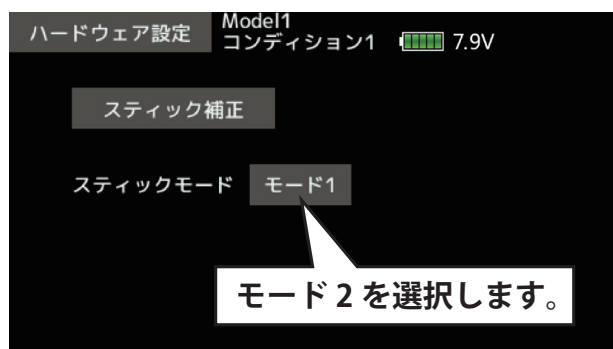 ハードウェア設定
Model1
コンディション1 7.9V
スティック補正
スティックモード モード1
モード 2 を選択します。